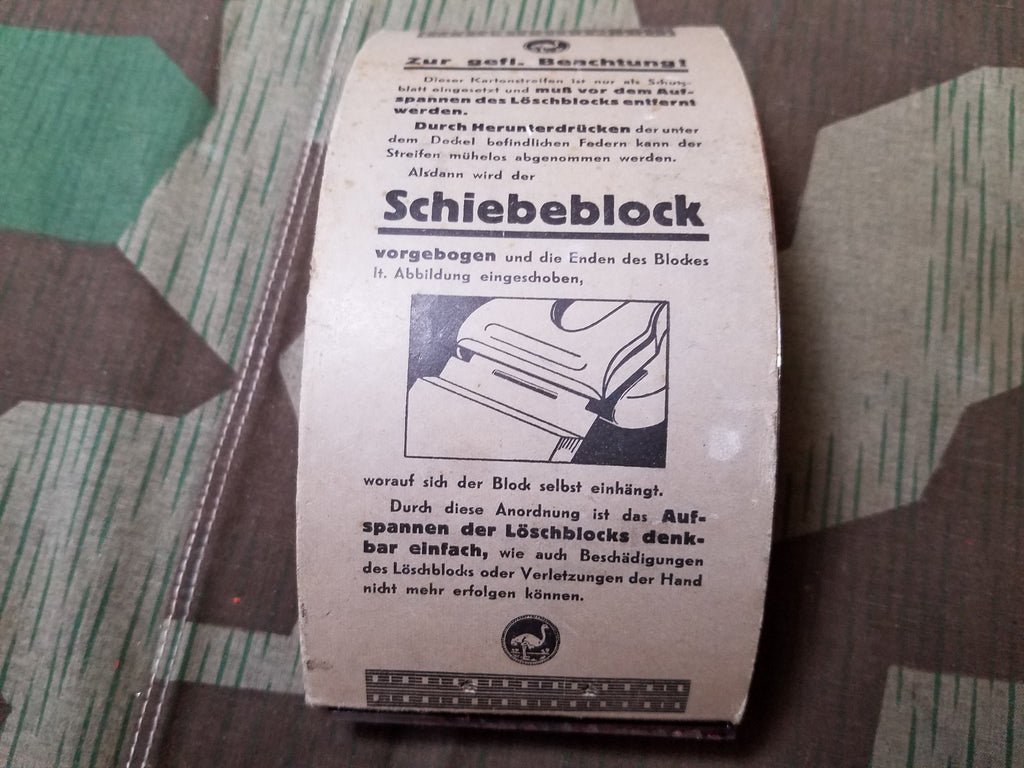 Zur gefl. Beachtung!
Dieser Kartonstreifen ist nur als Schutz-
blatt eingesetzt und muß vor dem Auf-
spannen des Löschblocks entfernt
werden.
Durch Herunterdrücken der unter
dem Deckel befindlichen Federn kann der
Streifen mühelos abgenommen werden.
Alsdann wird der
Schiebeblock
vorgebogen und die Enden des Blockes
lt. Abbildung eingeschoben,
worauf sich der Block selbst einhängt.
Durch diese Anordnung ist das Auf-
spannen der Löschblocks denk-
bar einfach, wie auch Beschädigungen
des Löschblocks oder Verletzungen der Hand
nicht mehr erfolgen können.